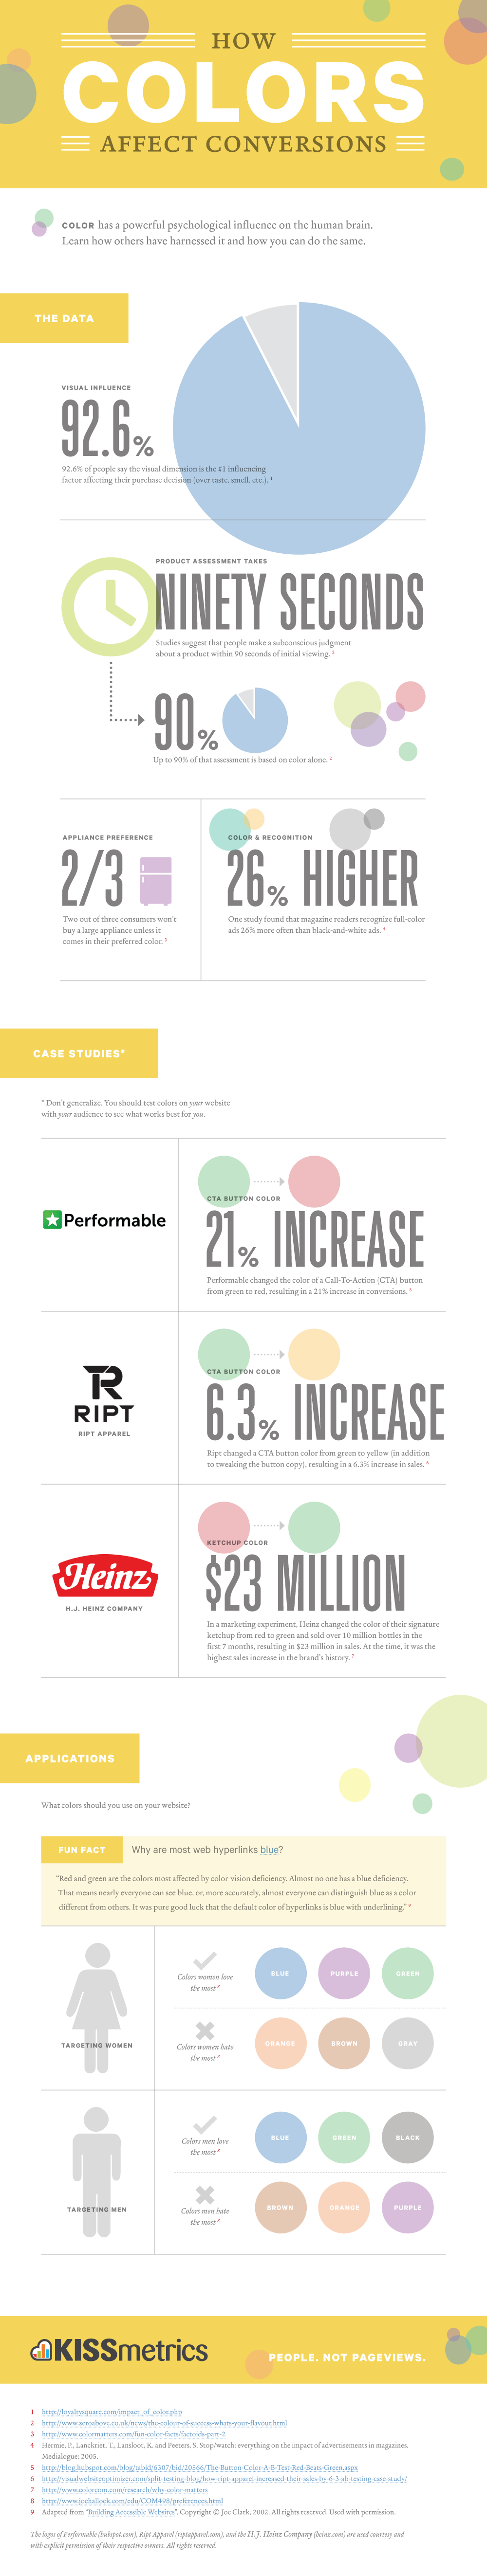 HOW
COLORS
AFFECT CONVERSIONS
COLOR has a powerful psychological influence on the human brain.
Learn how others have harnessed it and how you can do the same.
THE DATA
VISUAL INFLUENCE
92.6%
92.6% of people say the visual dimension is the #1 influencing
factor affecting their purchase decision (over taste, smell, etc.). 1
PRODUCT ASSESSMENT TAKES
NINETY SECONDS
Studies suggest that people make a subconscious judgment
about a product within 90 seconds of initial viewing. 2
90%
Up to 90% of that assessment is based on color alone. 2
APPLIANCE PREFERENCE
2/3
Two out of three consumers won't
buy a large appliance unless it
comes in their preferred color. 3
COLOR & RECOGNITION
26% HIGHER
One study found that magazine readers recognize full-color
ads 26% more often than black-and-white ads. 4
CASE STUDIES*
* Don't generalize. You should test colors on your website
with your audience to see what works best for you.
Performable
CTA BUTTON COLOR
21% INCREASE
Performable changed the color of a Call-To-Action (CTA) button
from green to red, resulting in a 21% increase in conversions. 5
RIPT
RIPT APPAREL
CTA BUTTON COLOR
6.3% INCREASE
Ript changed a CTA button color from green to yellow (in addition
to tweaking the button copy), resulting in a 6.3% increase in sales. 6
Heinz
H.J. HEINZ COMPANY
KETCHUP COLOR
$23 MILLION
In a marketing experiment, Heinz changed the color of their signature
ketchup from red to green and sold over 10 million bottles in the
first 7 months, resulting in $23 million in sales. At the time, it was the
highest sales increase in the brand's history. 7
APPLICATIONS
What colors should you use on your website?
FUN FACT
Why are most web hyperlinks blue?
"Red and green are the colors most affected by color-vision deficiency. Almost no one has a blue deficiency.
That means nearly everyone can see blue, or, more accurately, almost everyone can distinguish blue as a color
different from others. It was pure good luck that the default color of hyperlinks is blue with underlining." 9
TARGETING WOMEN
Colors women love
the most 8
BLUE
PURPLE
GREEN
Colors women hate
the most 8
ORANGE
BROWN
GRAY
TARGETING MEN
Colors men love
the most 8
BLUE
GREEN
BLACK
Colors men hate
the most 8
BROWN
ORANGE
PURPLE
KISSmetrics
PEOPLE, NOT PAGEVIEWS.
1 http://loyaltysquare.com/impact_of_color.php
2 http://www.aeroabove.co.uk/news/the-colour-of-success-whats-your-flavour.html
3 http://www.colormatters.com/fun-color-facts/factoids-part-2
4 Hermie, P., Lanckriet, T., Lansloot, K. and Peeters, S. Stop/watch: everything on the impact of advertisements in magazines.
Medialogue: 2005.
5 http://blog.hubspot.com/blog/tabid/6307/bid/20566/The-Button-Color-A-B-Test-Red-Beats-Green.aspx
6 http://visualwebsiteoptimizer.com/split-testing-blog/how-ript-apparel-increased-their-sales-by-6-3-ab-testing-case-study/
7 http://www.colorcom.com/research/why-color-matters
8 http://www.joehallock.com/edu/COM498/preferences.html
9 Adapted from "Building Accessible Websites". Copyright © Joe Clark, 2002. All rights reserved. Used with permission.
The logos of Performable (hubspot.com), Ript Apparel (riptapparel.com), and the H.J. Heinz Company (heinz.com) are used courtesy and
with explicit permission of their respective owners. All rights reserved.